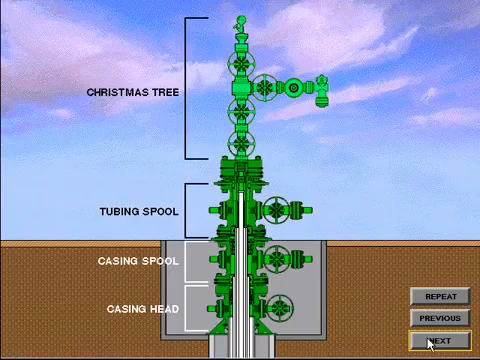 CHRISTMAS TREE
TUBING SPOOL
CASING SPOOL
CASING HEAD
REPEAT
PREVIOUS
NEXT